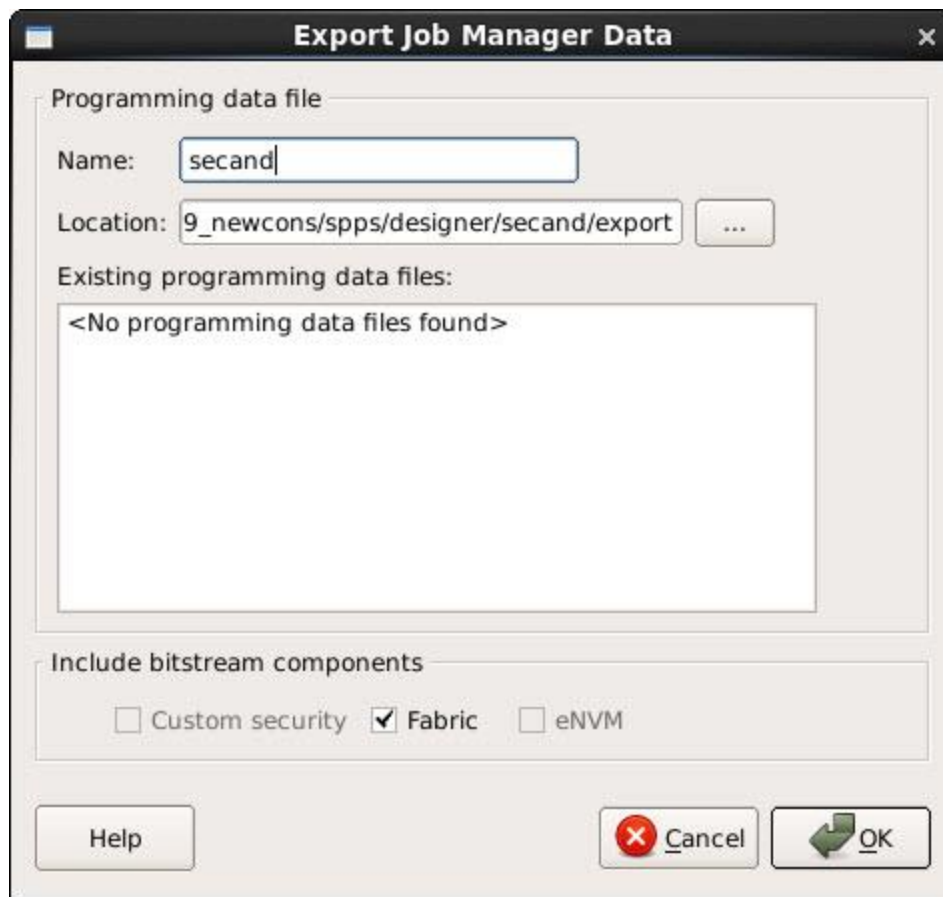 Export Job Manager Data
Programming data file
Name: secand
Location: 9_newcons/spps/designer/secand/export ...
Existing programming data files:
<No programming data files found>
Include bitstream components
Custom security Fabric eNVM
Help Cancel OK